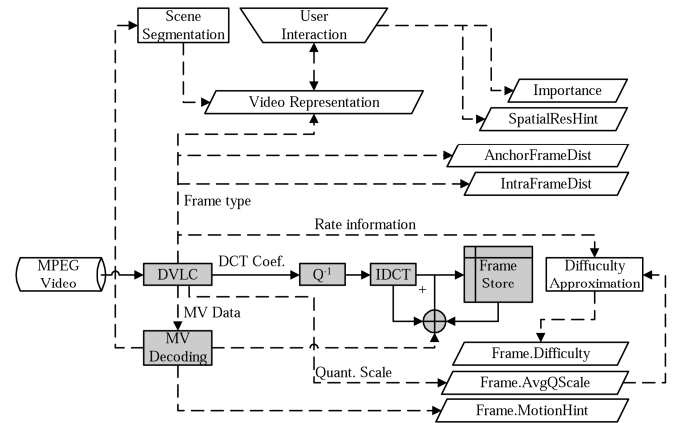 Scene
Segmentation
User
Interaction
Importance
Video Representation
SpatialResHint
AnchorFrameDist
IntraFrameDist
Frame type
Rate information
MPEG
Video
DVLC
DCT Coef.
Q-1
IDCT
Frame
Store
Diffuculty
Approximation
+
MV Data
MV
Decoding
Frame.Difficulty
Quant. Scale
Frame.AvgQScale
Frame.MotionHint